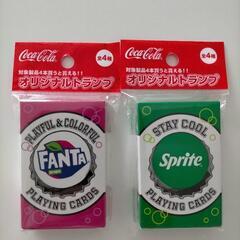 Coca-Cola
全4種
対象製品4本買うと貰える!!
オリジナルトランプ
PLAYFUL & COLORFUL
FANTA
PLAYING CARDS
Coca-Cola
全4種
対象製品4本買うと貰える!!
オリジナルトランプ
STAY COOL
Sprite
PLAYING CARDS